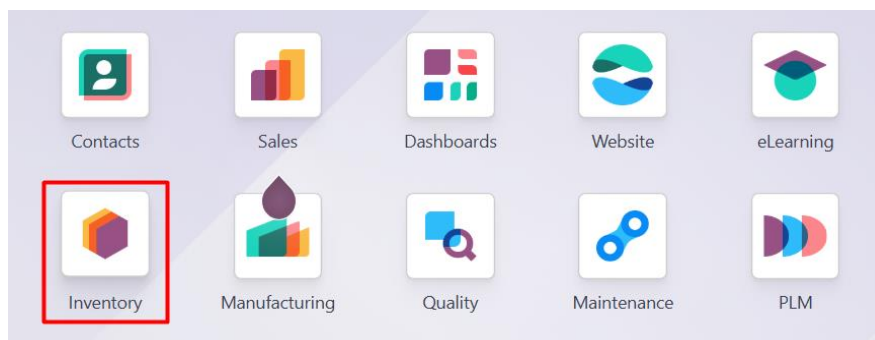 Contacts
Sales
Dashboards
Website
eLearning
Inventory
Manufacturing
Quality
Maintenance
PLM